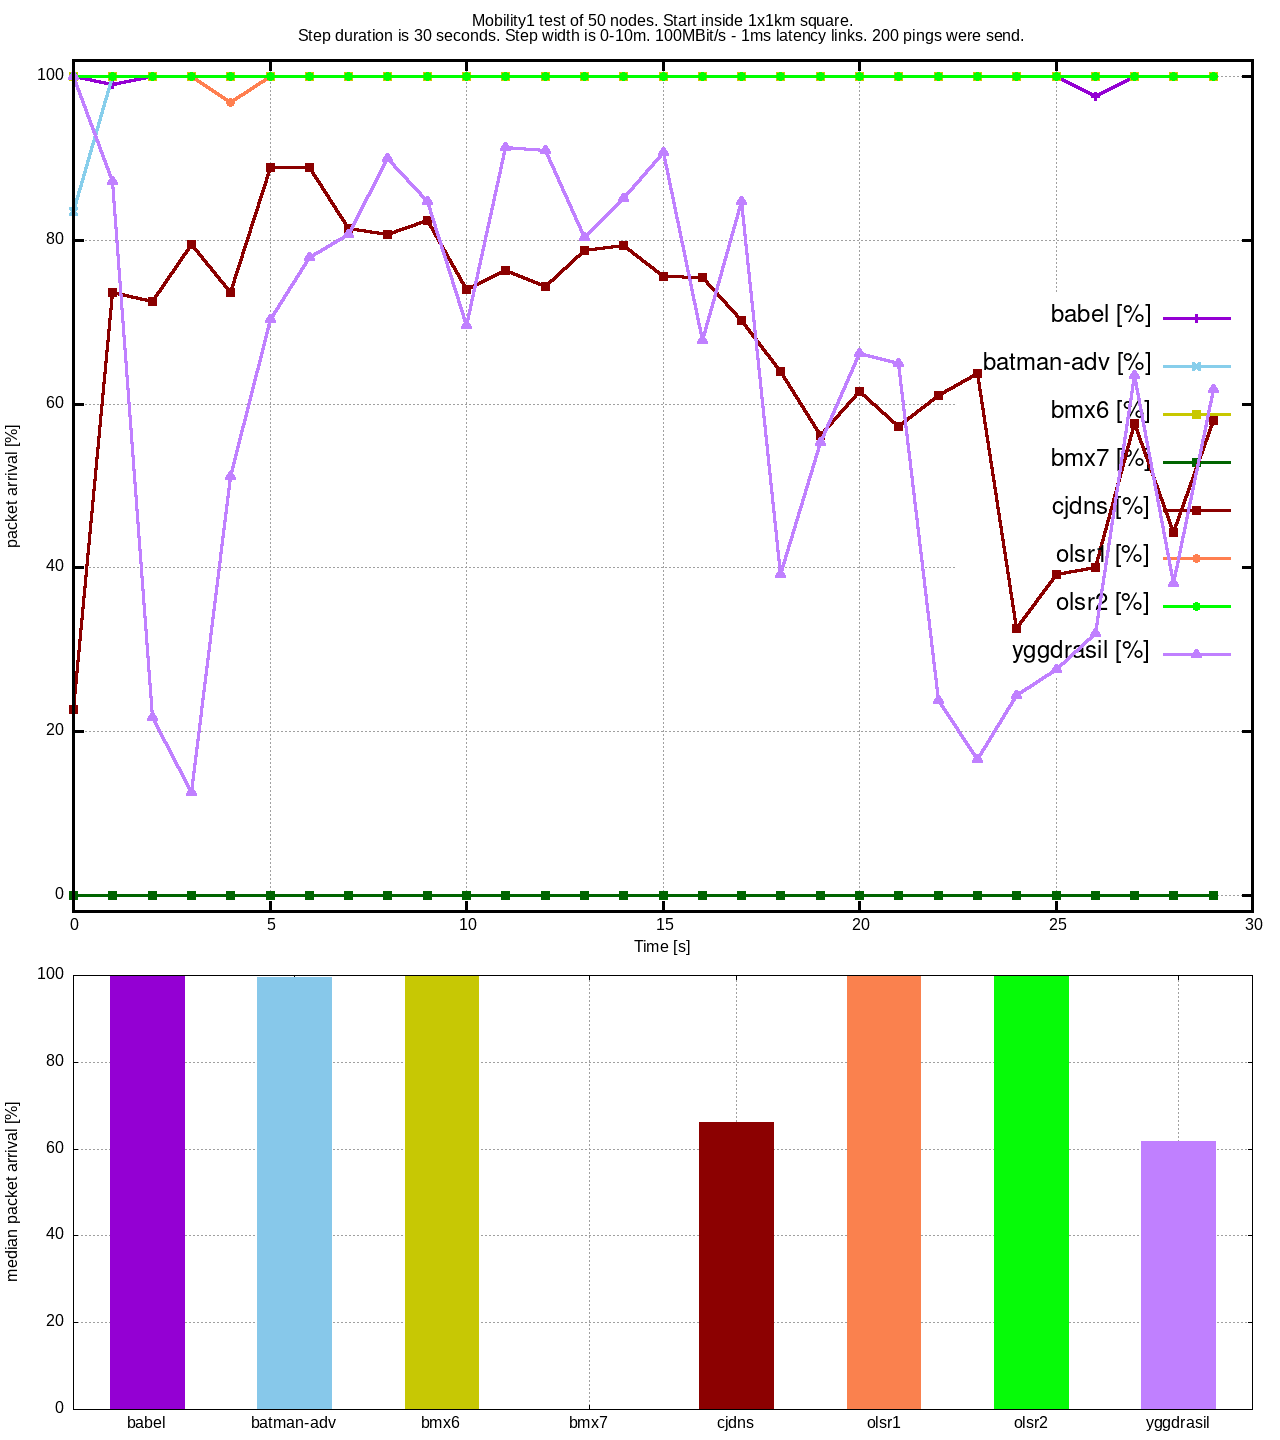 Mobility1 test of 50 nodes. Start inside 1x1km square.
Step duration is 30 seconds. Step width is 0-10m. 100MBit/s - 1ms latency links. 200 pings were send.
100
80
60
40
20
0
packet arrival [%]
babel [%]
batman-adv [%]
bmx6 [%]
bmx7 [%]
cjdns [%]
olsr1 [%]
olsr2 [%]
yggdrasil [%]
0 5 10 15 20 25 30
Time [s]
100
80
60
40
20
0
median packet arrival [%]
babel batman-adv bmx6 bmx7 cjdns olsr1 olsr2 yggdrasil